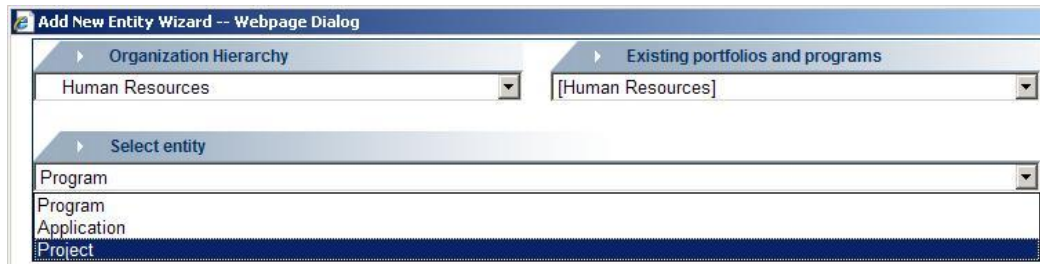 Add New Entity Wizard -- Webpage Dialog
Organization Hierarchy
Existing portfolios and programs
Human Resources
[Human Resources]
Select entity
Program
Program
Application
Project